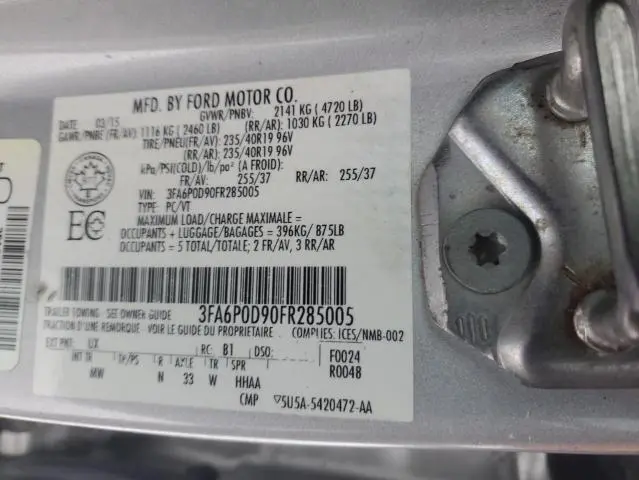 MFD. BY FORD MOTOR CO.
DATE 03/15 GVWR/PNBV: 2141 KG ( 4720 LB)
GAWR/PNBE (FR/AV) 1116 KG ( 2460 LB) (RR/AR): 1030 KG ( 2270 LB)
TIRE/PNEU(FR/AV): 235/40R19 96V
(RR/AR): 235/40R19 96V
kPa/PSI(COLD)/lb/po² (A FROID):
FR/AV: 255/37 RR/AR: 255/37
VIN: 3FA6P0D90FR285005
TYPE: PC/VT
MAXIMUM LOAD/CHARGE MAXIMALE =
OCCUPANTS + LUGGAGE/BAGAGES = 396KG/ 875LB
OCCUPANTS = 5 TOTAL/TOTALE; 2 FR/AV, 3 RR/AR
EC
3FA6P0D90FR285005
TRAILER TOWING - SEE OWNER GUIDE
TRACTION D'UNE REMORQUE - VOIR LE GUIDE DU PROPRIETAIRE COMPLIES: ICES/NMB-002
EXT PNT: UX RC: B1 DSO: F0024
INT TR TP/PS R AXLE TR SPR R0048
MW N 33 W HHAA
CMP ▽5U5A-5420472-AA